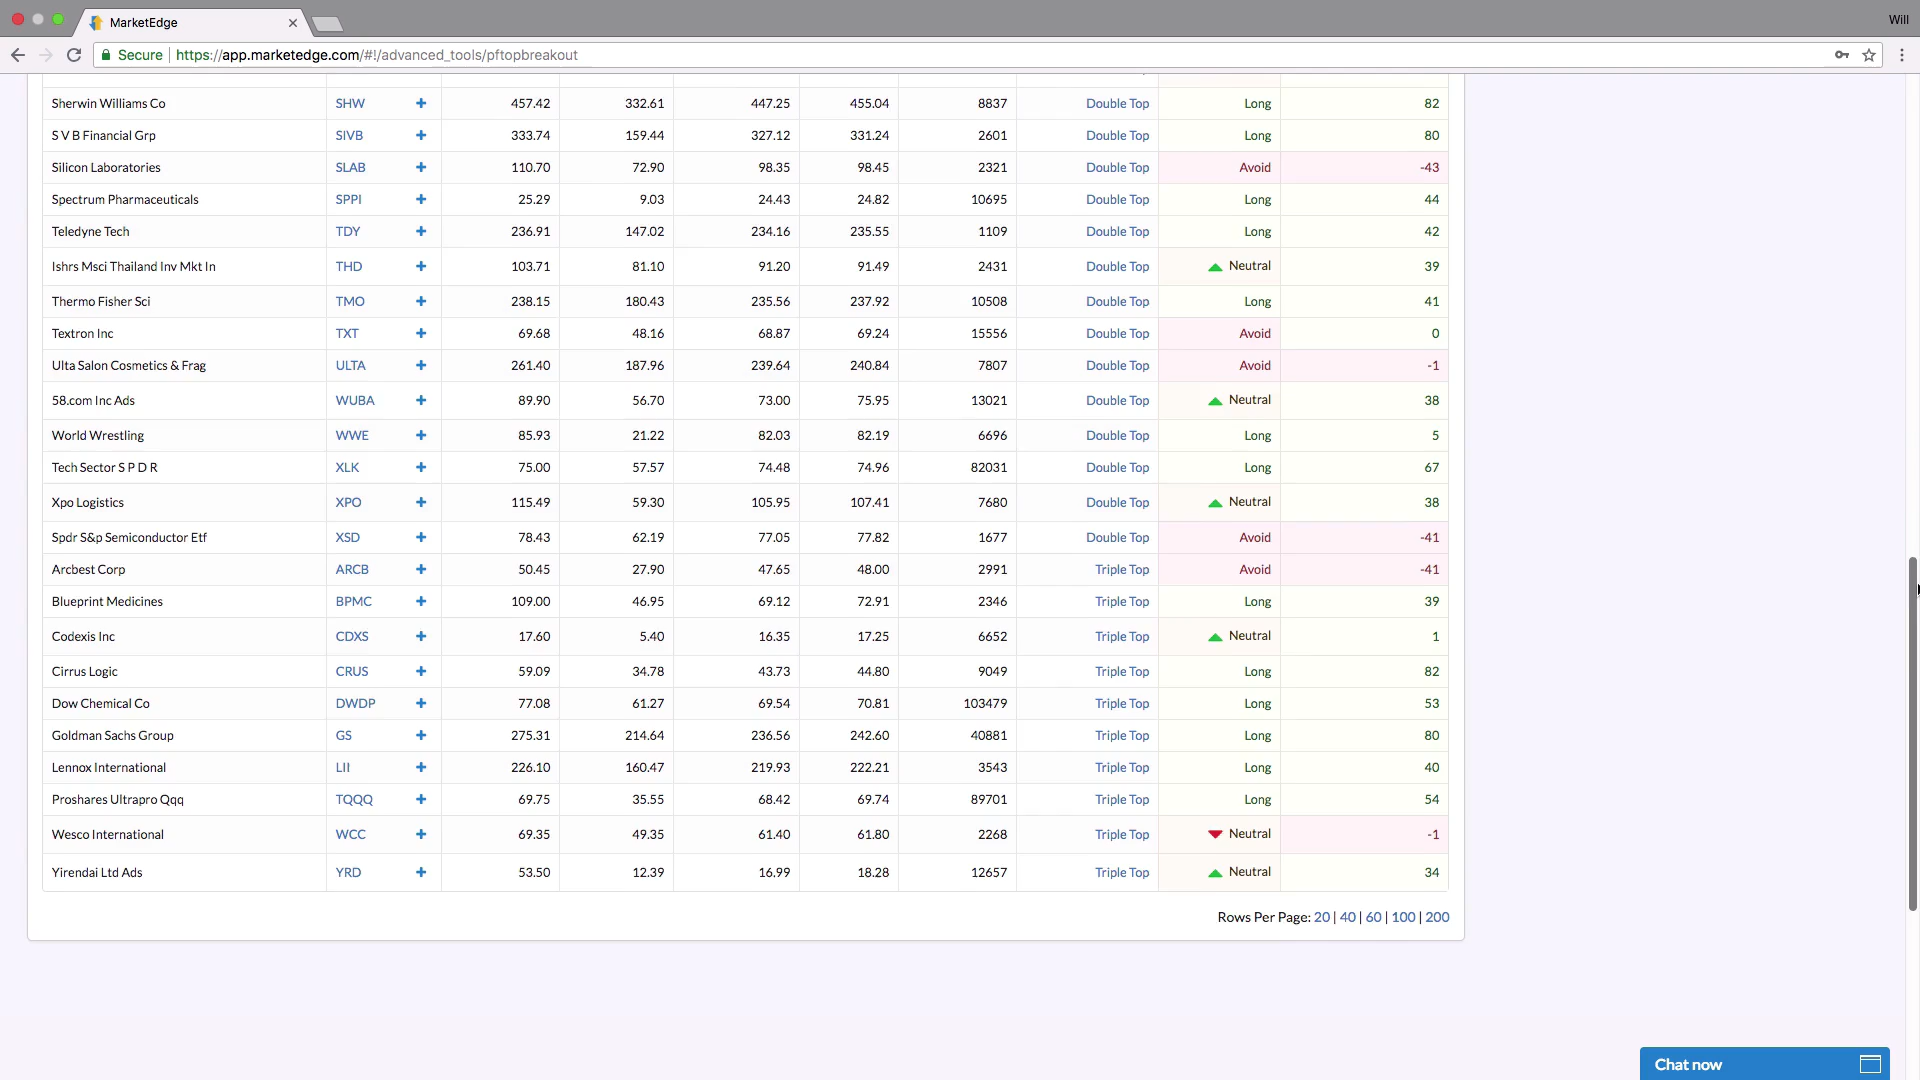 MarketEdge
Will
Secure | https://app.marketedge.com/#!/advanced_tools/pftopbreakout
Sherwin Williams Co SHW + 457.42 332.61 447.25 455.04 8837 Double Top Long 82
S V B Financial Grp SIVB + 333.74 159.44 327.12 331.24 2601 Double Top Long 80
Silicon Laboratories SLAB + 110.70 72.90 98.35 98.45 2321 Double Top Avoid -43
Spectrum Pharmaceuticals SPPI + 25.29 9.03 24.43 24.82 10695 Double Top Long 44
Teledyne Tech TDY + 236.91 147.02 234.16 235.55 1109 Double Top Long 42
Ishrs Msci Thailand Inv Mkt In THD + 103.71 81.10 91.20 91.49 2431 Double Top Neutral 39
Thermo Fisher Sci TMO + 238.15 180.43 235.56 237.92 10508 Double Top Long 41
Textron Inc TXT + 69.68 48.16 68.87 69.24 15556 Double Top Avoid 0
Ulta Salon Cosmetics & Frag ULTA + 261.40 187.96 239.64 240.84 7807 Double Top Avoid -1
58.com Inc Ads WUBA + 89.90 56.70 73.00 75.95 13021 Double Top Neutral 38
World Wrestling WWE + 85.93 21.22 82.03 82.19 6696 Double Top Long 5
Tech Sector S P D R XLK + 75.00 57.57 74.48 74.96 82031 Double Top Long 67
Xpo Logistics XPO + 115.49 59.30 105.95 107.41 7680 Double Top Neutral 38
Spdr S&p Semiconductor Etf XSD + 78.43 62.19 77.05 77.82 1677 Double Top Avoid -41
Arcbest Corp ARCB + 50.45 27.90 47.65 48.00 2991 Triple Top Avoid -41
Blueprint Medicines BPMC + 109.00 46.95 69.12 72.91 2346 Triple Top Long 39
Codexis Inc CDXS + 17.60 5.40 16.35 17.25 6652 Triple Top Neutral 1
Cirrus Logic CRUS + 59.09 34.78 43.73 44.80 9049 Triple Top Long 82
Dow Chemical Co DWDP + 77.08 61.27 69.54 70.81 103479 Triple Top Long 53
Goldman Sachs Group GS + 275.31 214.64 236.56 242.60 40881 Triple Top Long 80
Lennox International LII + 226.10 160.47 219.93 222.21 3543 Triple Top Long 40
Proshares Ultrapro Qqq TQQQ + 69.75 35.55 68.42 69.74 89701 Triple Top Long 54
Wesco International WCC + 69.35 49.35 61.40 61.80 2268 Triple Top Neutral -1
Yirendai Ltd Ads YRD + 53.50 12.39 16.99 18.28 12657 Triple Top Neutral 34
Rows Per Page: 20 | 40 | 60 | 100 | 200
Chat now